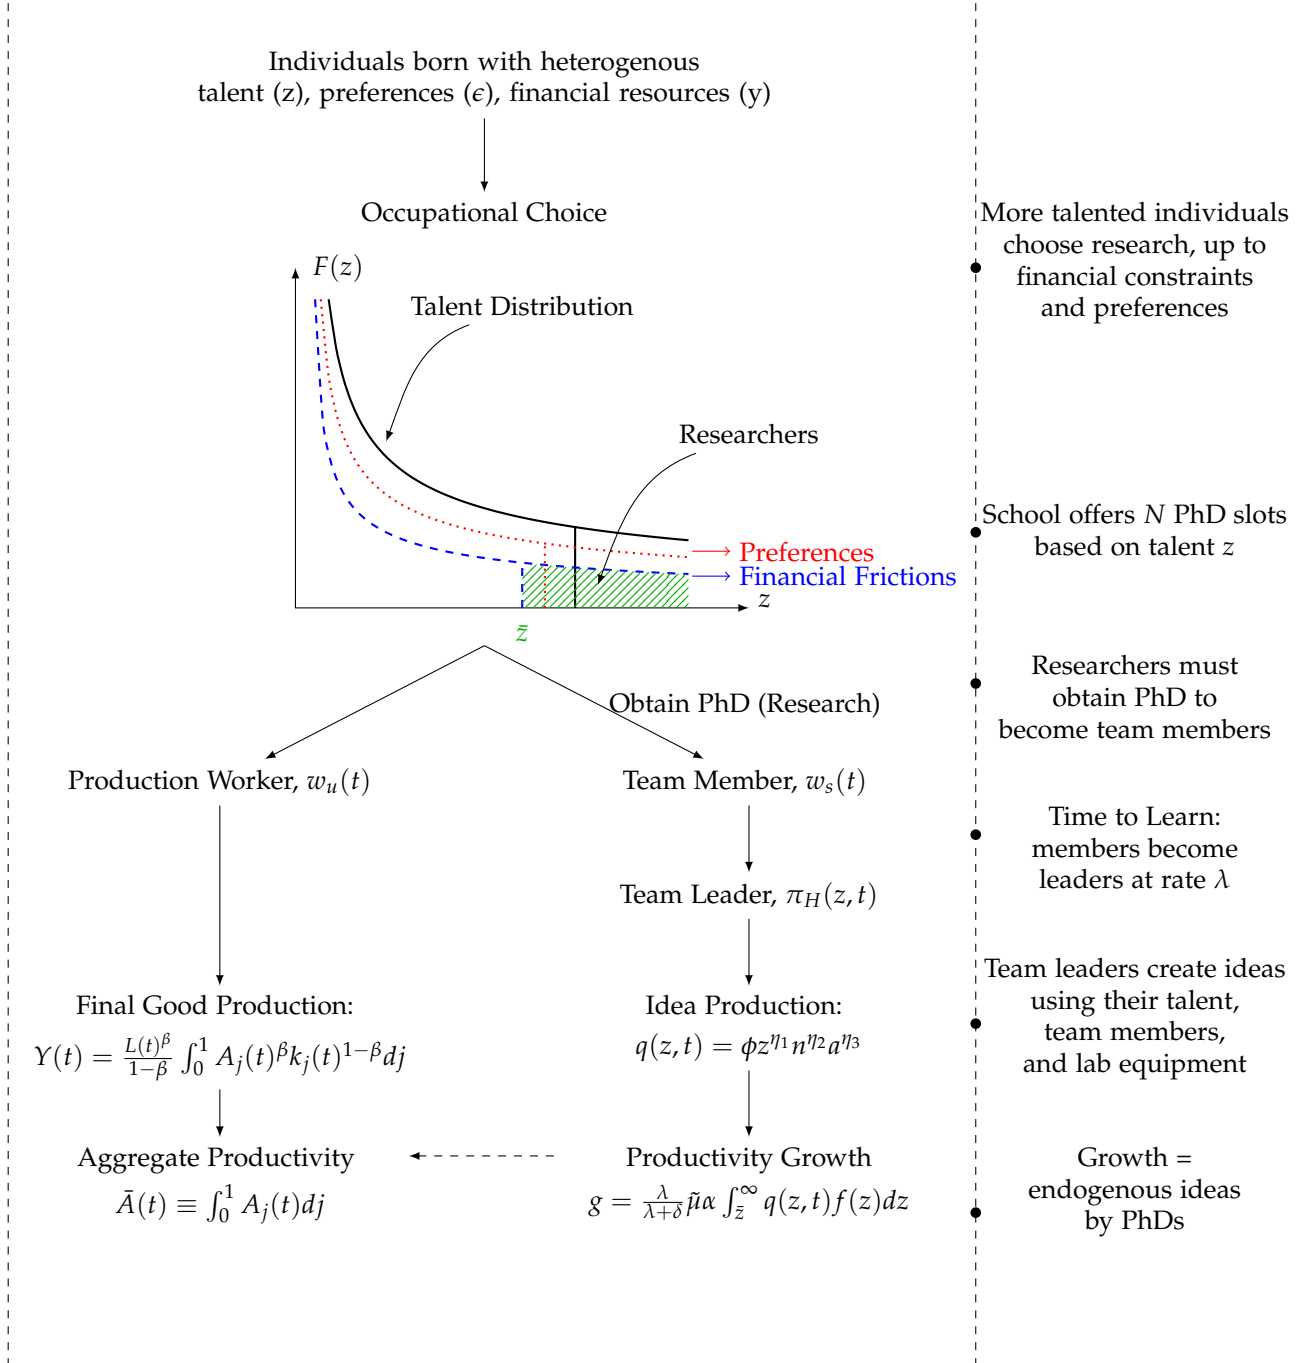 Individuals born with heterogenous
talent (z), preferences (ϵ), financial resources (y)
Occupational Choice
F(z)
Talent Distribution
Researchers
Preferences
Financial Frictions
z
z̄
Obtain PhD (Research)
Production Worker, w_u(t)
Team Member, w_s(t)
Team Leader, π_H(z, t)
Final Good Production:
Y(t) = \frac{L(t)^β}{1−β} ∫_0^1 A_j(t)^β k_j(t)^{1−β} dj
Idea Production:
q(z, t) = ϕz^{η_1} n^{η_2} a^{η_3}
Aggregate Productivity
Ā(t) ≡ ∫_0^1 A_j(t)dj
Productivity Growth
g = \frac{λ}{λ+δ} μ̃α ∫_{z̄}^∞ q(z, t) f(z)dz
More talented individuals
choose research, up to
financial constraints
and preferences
School offers N PhD slots
based on talent z
Researchers must
obtain PhD to
become team members
Time to Learn:
members become
leaders at rate λ
Team leaders create ideas
using their talent,
team members,
and lab equipment
Growth =
endogenous ideas
by PhDs